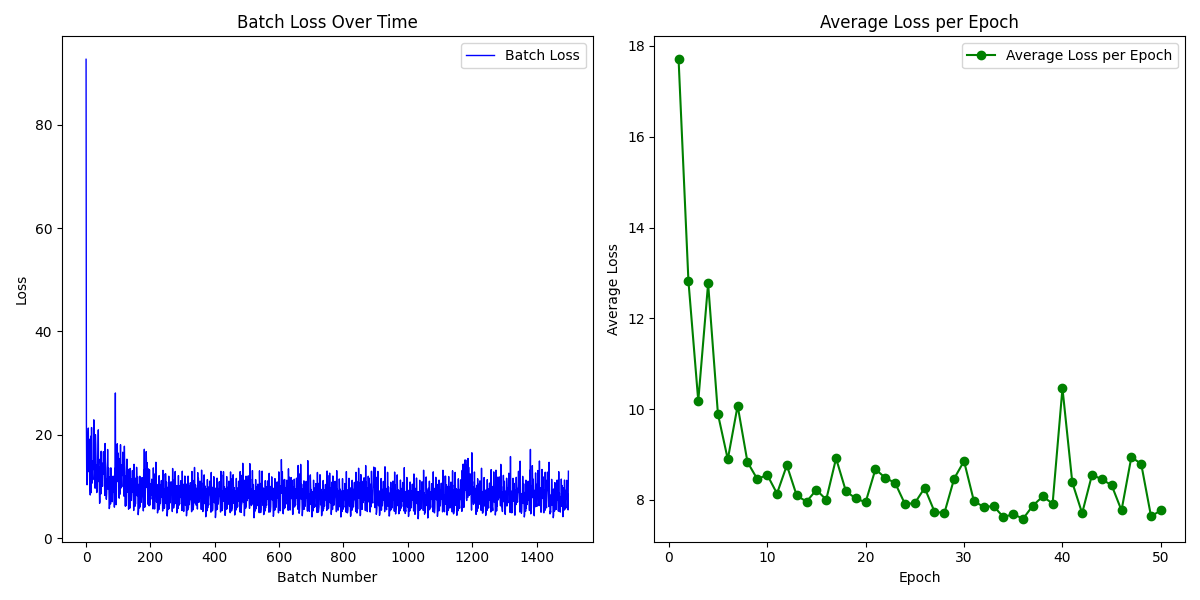 Batch Loss Over Time
Batch Loss
80
60
40
20
0
Loss
0 200 400 600 800 1000 1200 1400
Batch Number
Average Loss per Epoch
Average Loss per Epoch
18
16
14
12
10
8
Average Loss
0 10 20 30 40 50
Epoch